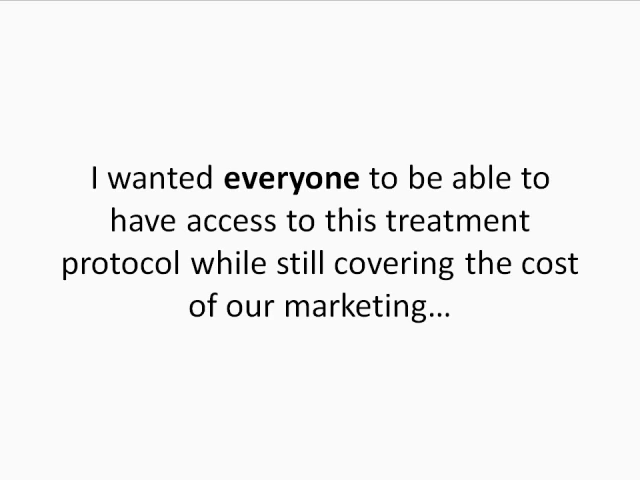 I wanted everyone to be able to
have access to this treatment
protocol while still covering the cost
of our marketing...